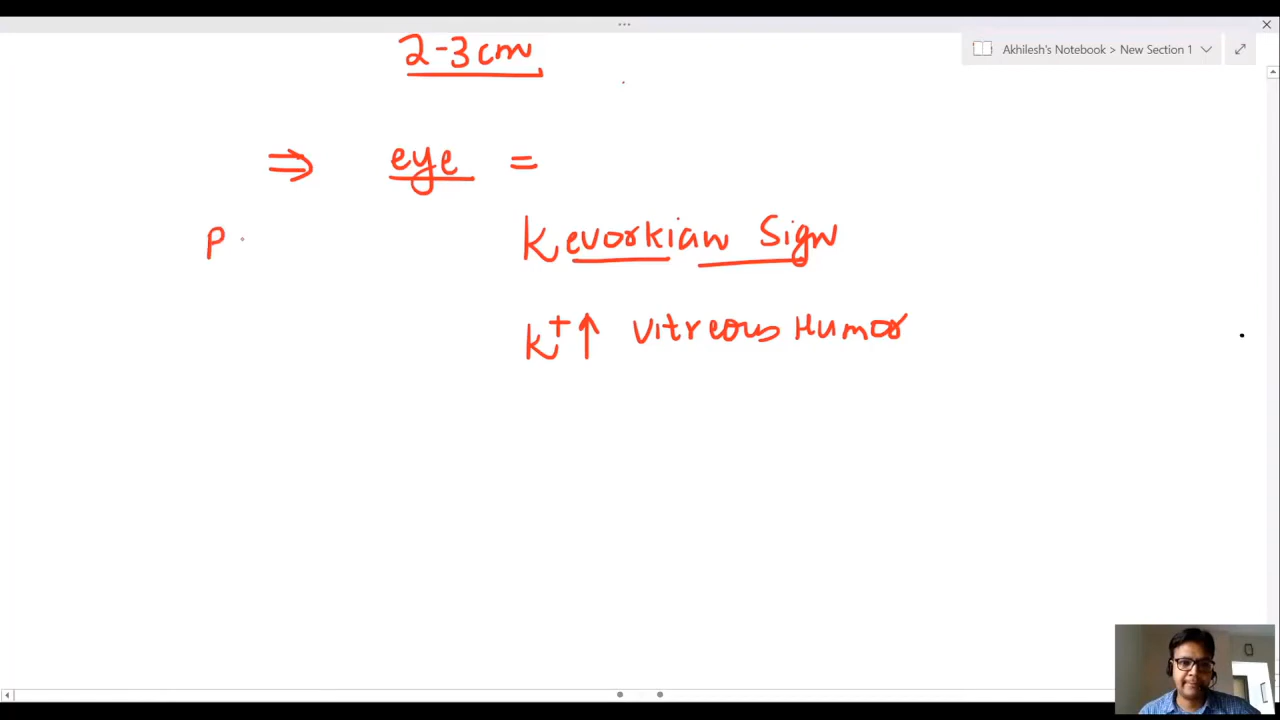 2-3cm
Akhilesh's Notebook > New Section 1
⇒ eye =
P
Kevorkian Sign
K+↑ Vitreous Humor